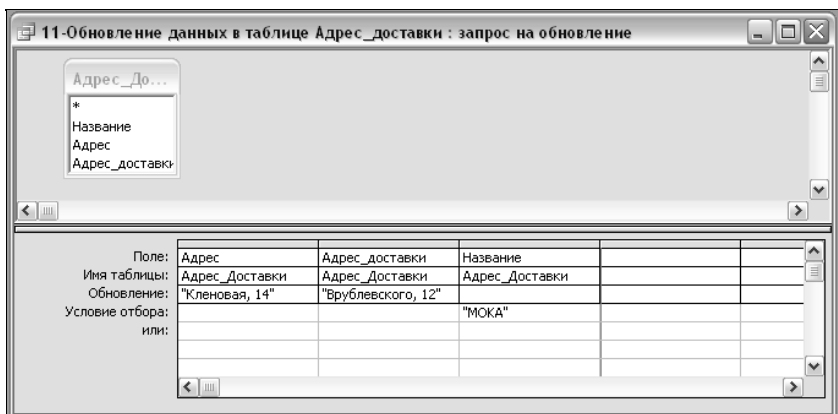 11-Обновление данных в таблице Адрес_доставки : запрос на обновление
Адрес_До...
*
Название
Адрес
Адрес_доставки
Поле: Адрес Адрес_доставки Название
Имя таблицы: Адрес_Доставки Адрес_Доставки Адрес_Доставки
Обновление: "Кленовая, 14" "Врублевского, 12"
Условие отбора: "МОКА"
или: